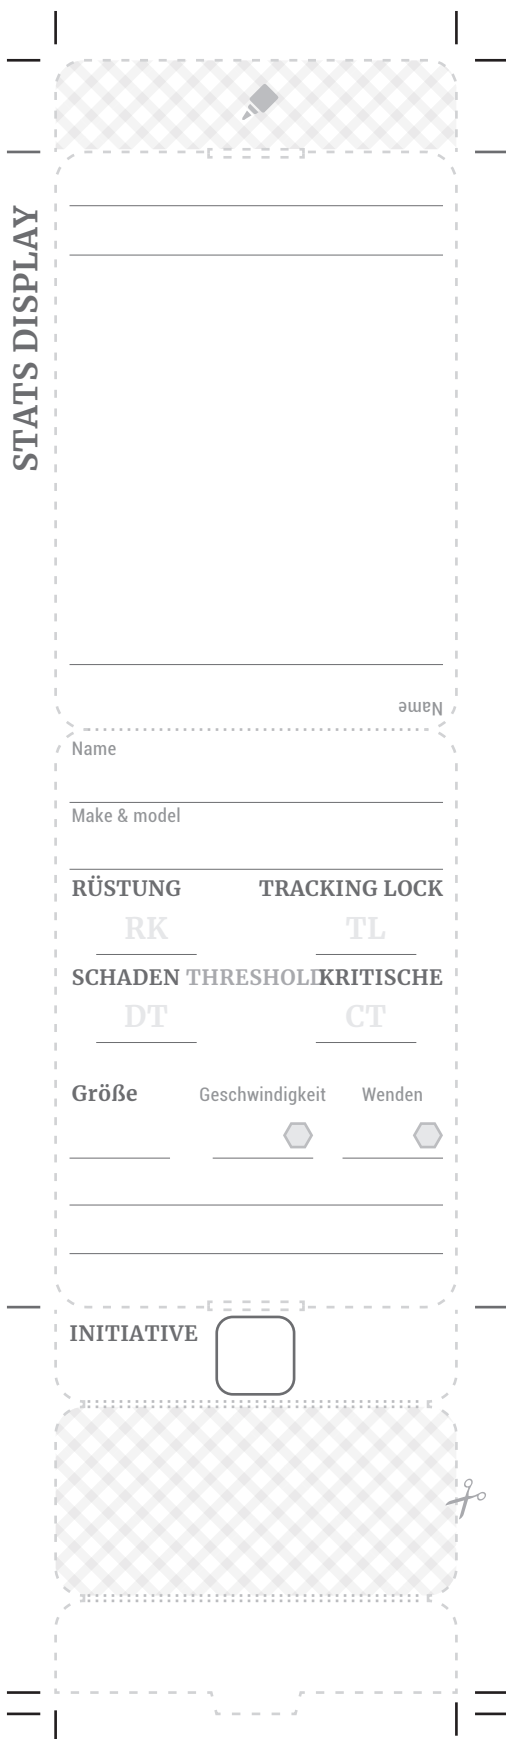 STATS DISPLAY
Name
Name
Make & model
RÜSTUNG TRACKING LOCK
RK TL
SCHADEN THRESHOLD KRITISCHE
DT CT
Größe Geschwindigkeit Wenden
INITIATIVE